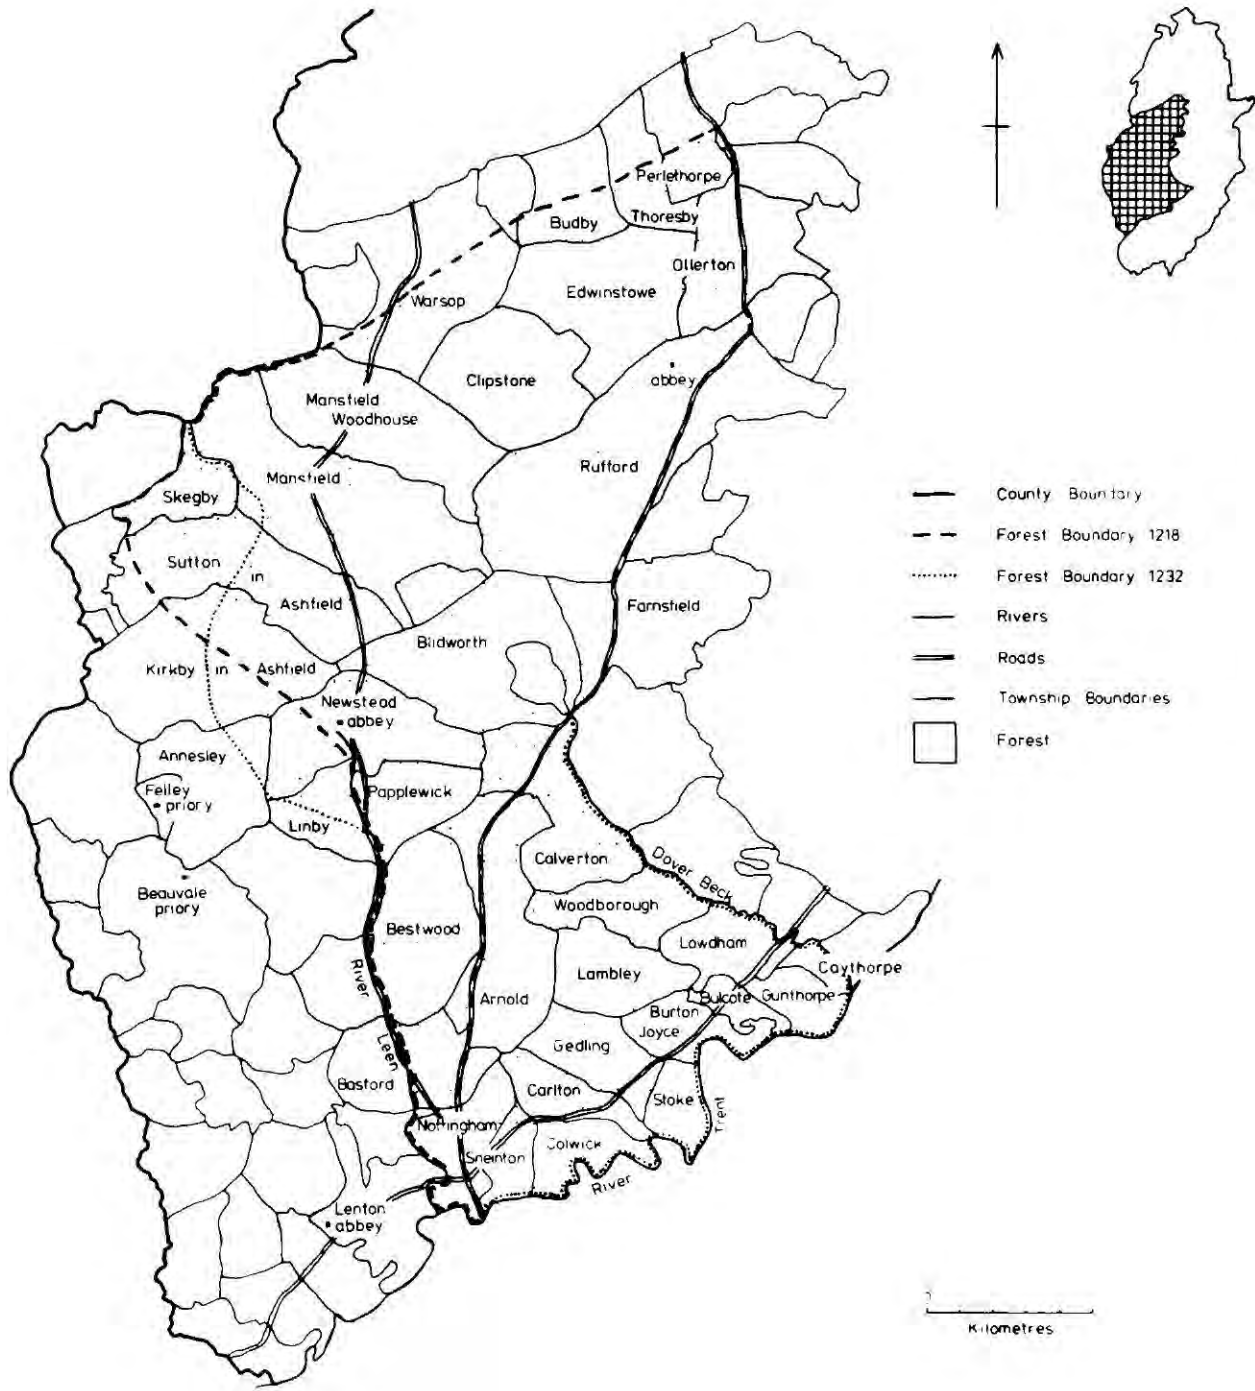 Perlethorpe
Thoresby
Budby
Ollerton
Edwinstowe
Warsop
abbey
Clipstone
Mansfield
Woodhouse
Rufford
Mansfield
Skegby
Sutton in Ashfield
Farnsfield
Blidworth
Kirkby in Ashfield
Newstead
abbey
Annesley
Felley
priory
Papplewick
Linby
Calverton
Dover Beck
Beauvale
priory
Woodborough
Bestwood
Lowdham
Caythorpe
Lambley
River Leen
Arnold
Bulcote
Gunthorpe
Burton
Joyce
Gedling
Basford
Carlton
Stoke
Nottingham
Colwick
Sneinton
River Trent
Lenton
abbey
County Boundary
Forest Boundary 1218
Forest Boundary 1232
Rivers
Roads
Township Boundaries
Forest
Kilometres